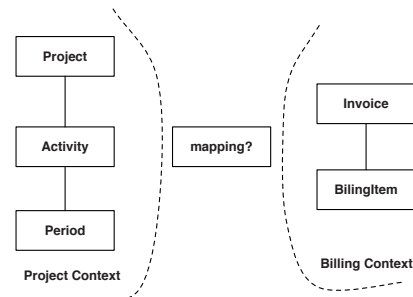 Project
Activity
Period
Project Context
mapping?
Invoice
BilingItem
Billing Context